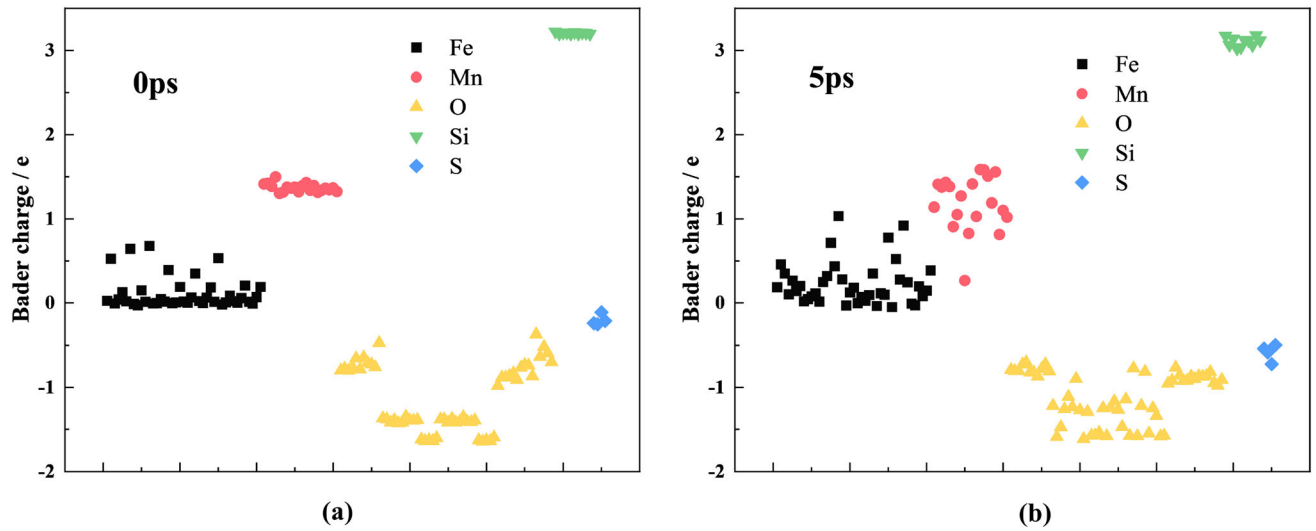 3
2
1
0
-1
-2
Bader charge / e
0ps
Fe
Mn
O
Si
S
(a)
3
2
1
0
-1
-2
Bader charge / e
5ps
Fe
Mn
O
Si
S
(b)